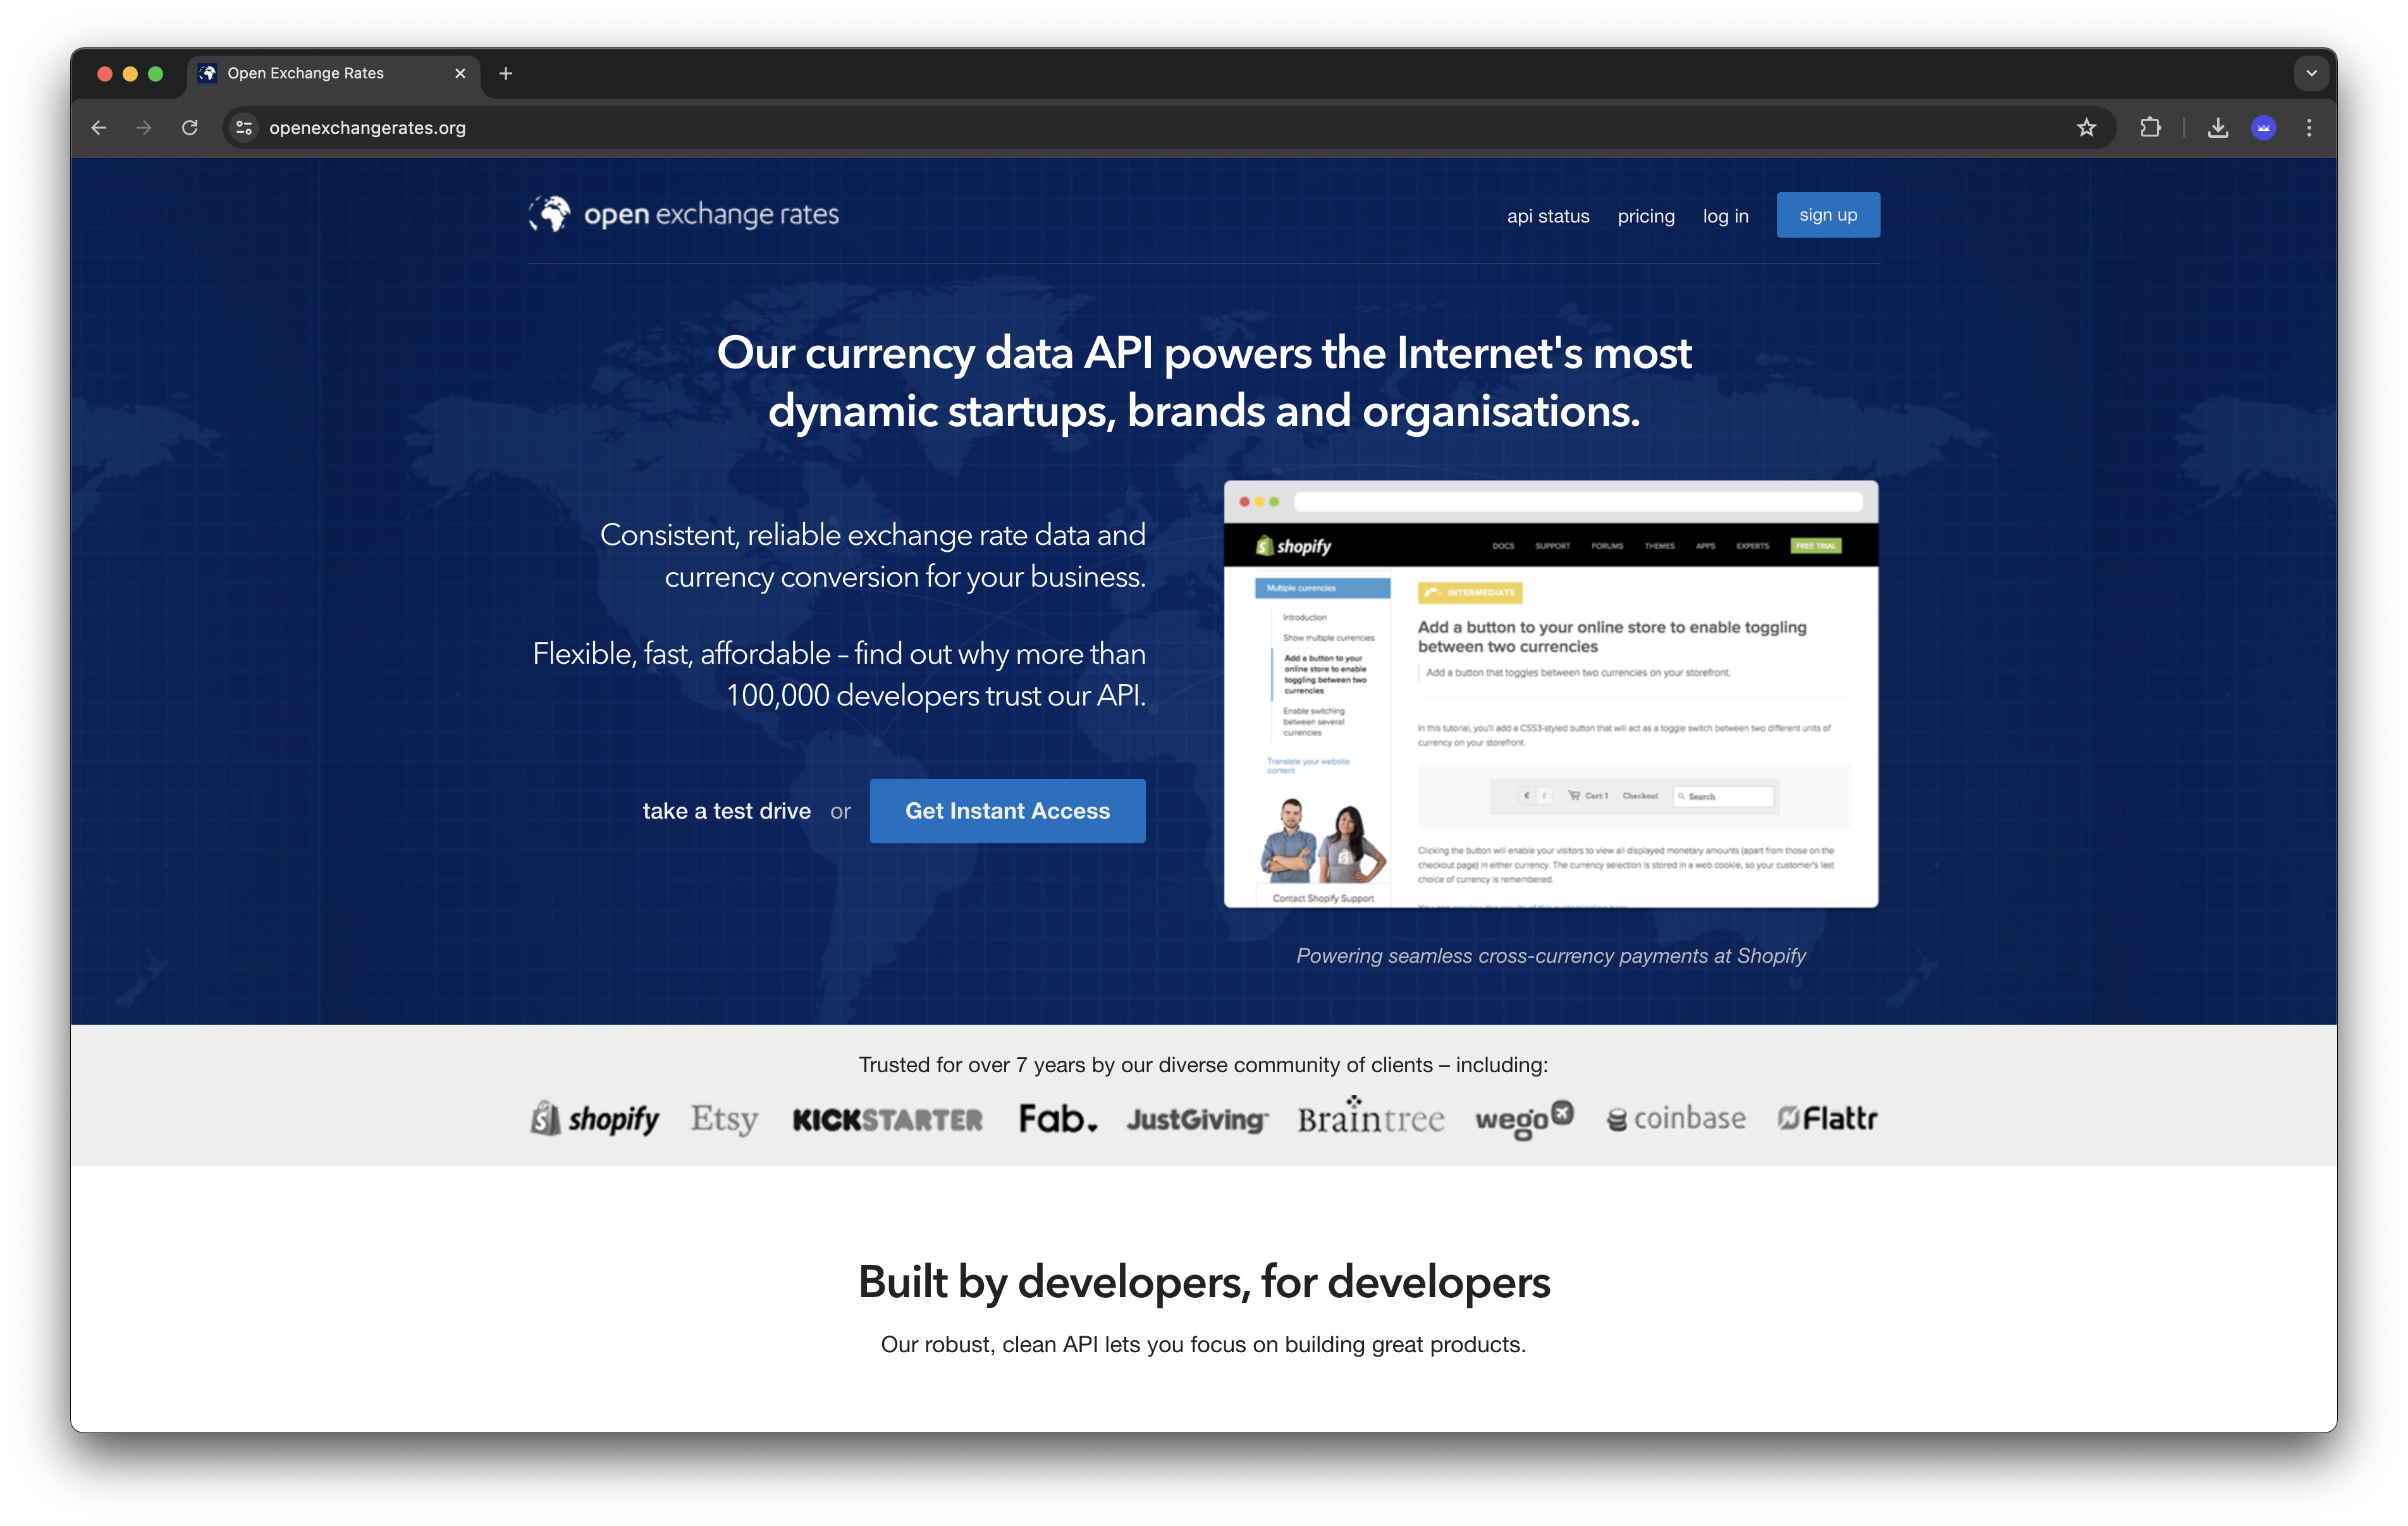 Open Exchange Rates
openexchangerates.org
open exchange rates
api status
pricing
log in
sign up
Our currency data API powers the Internet's most
dynamic startups, brands and organisations.
Consistent, reliable exchange rate data and
currency conversion for your business.
Flexible, fast, affordable – find out why more than
100,000 developers trust our API.
take a test drive or Get Instant Access
shopify
DOCS
SUPPORT
FORUMS
THEMES
APPS
EXPERTS
FREE TRIAL
Multiple currencies
Introduction
Show multiple currencies
Add a button to your
online store to enable
toggling between two
currencies
Enable switching
between several
currencies
Translate your website
content
Contact Shopify Support
INTERMEDIATE
Add a button to your online store to enable toggling
between two currencies
Add a button that toggles between two currencies on your storefront.
In this tutorial, you'll add a CSS3-styled button that will act as a toggle switch between two different units of
currency on your storefront.
€ £ Cart 1 Checkout Search
Clicking the button will enable your visitors to view all displayed monetary amounts (apart from those on the
checkout page) in either currency. The currency selection is stored in a web cookie, so your customer's last
choice of currency is remembered.
Powering seamless cross-currency payments at Shopify
Trusted for over 7 years by our diverse community of clients – including:
shopify
Etsy
KICKSTARTER
Fab.
JustGiving™
Braintree
wego
coinbase
Flattr
Built by developers, for developers
Our robust, clean API lets you focus on building great products.